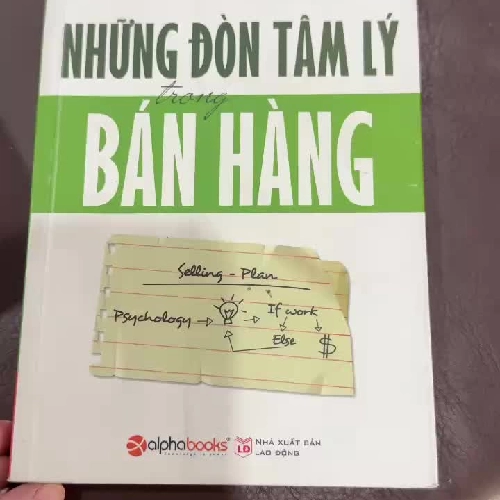 NHỮNG ĐÒN TÂM LÝ
trong
BÁN HÀNG
Selling - Plan
Psychology → If work
Else $
alphabooks®
LĐ NHÀ XUẤT BẢN
LAO ĐỘNG